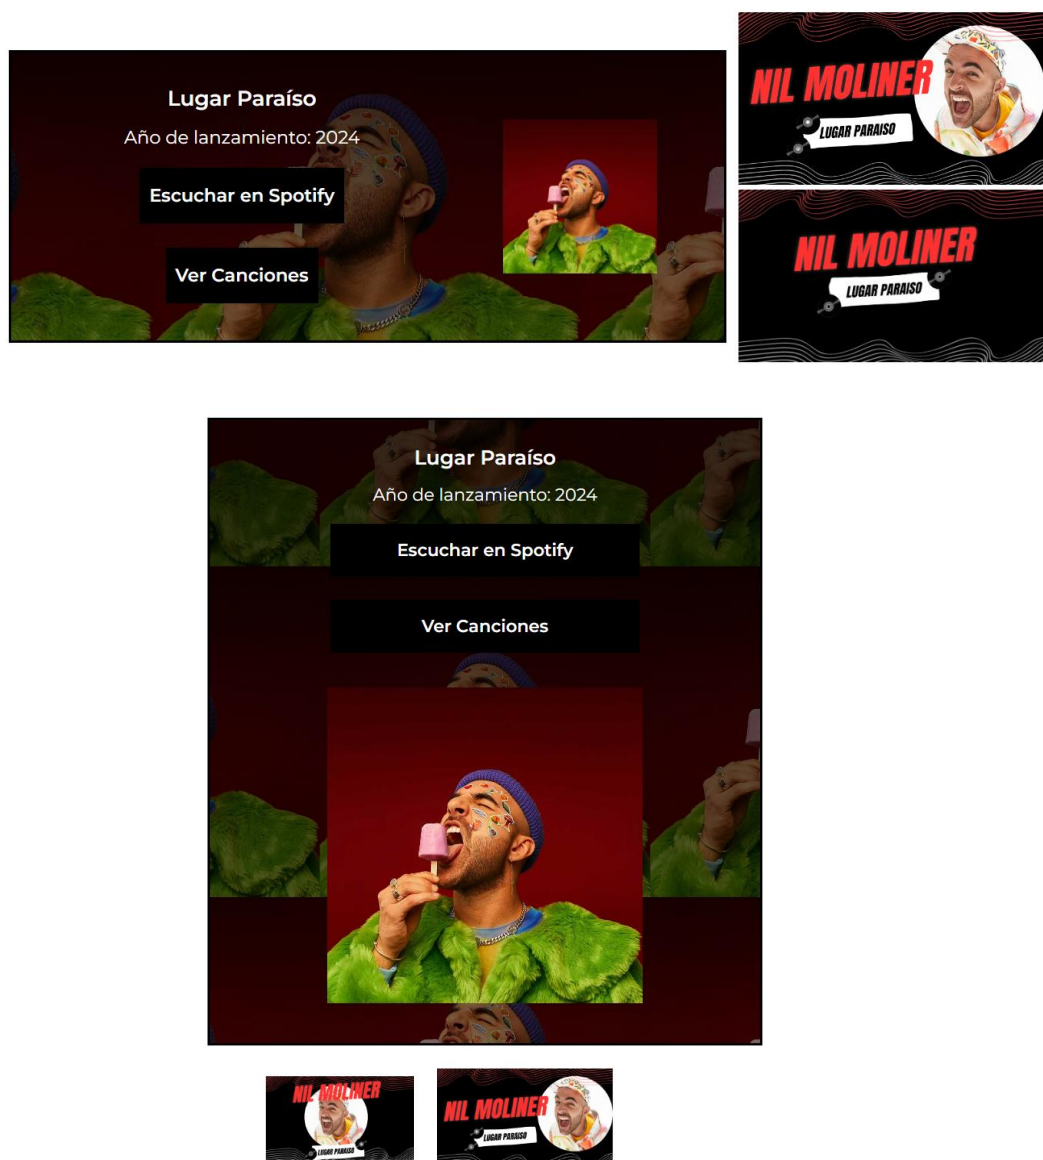 Lugar Paraíso
Año de lanzamiento: 2024
Escuchar en Spotify
Ver Canciones
NIL MOLINER
LUGAR PARAISO
NIL MOLINER
LUGAR PARAISO
Lugar Paraíso
Año de lanzamiento: 2024
Escuchar en Spotify
Ver Canciones
NIL MOLINER
LUGAR PARAISO
NIL MOLINER
LUGAR PARAISO